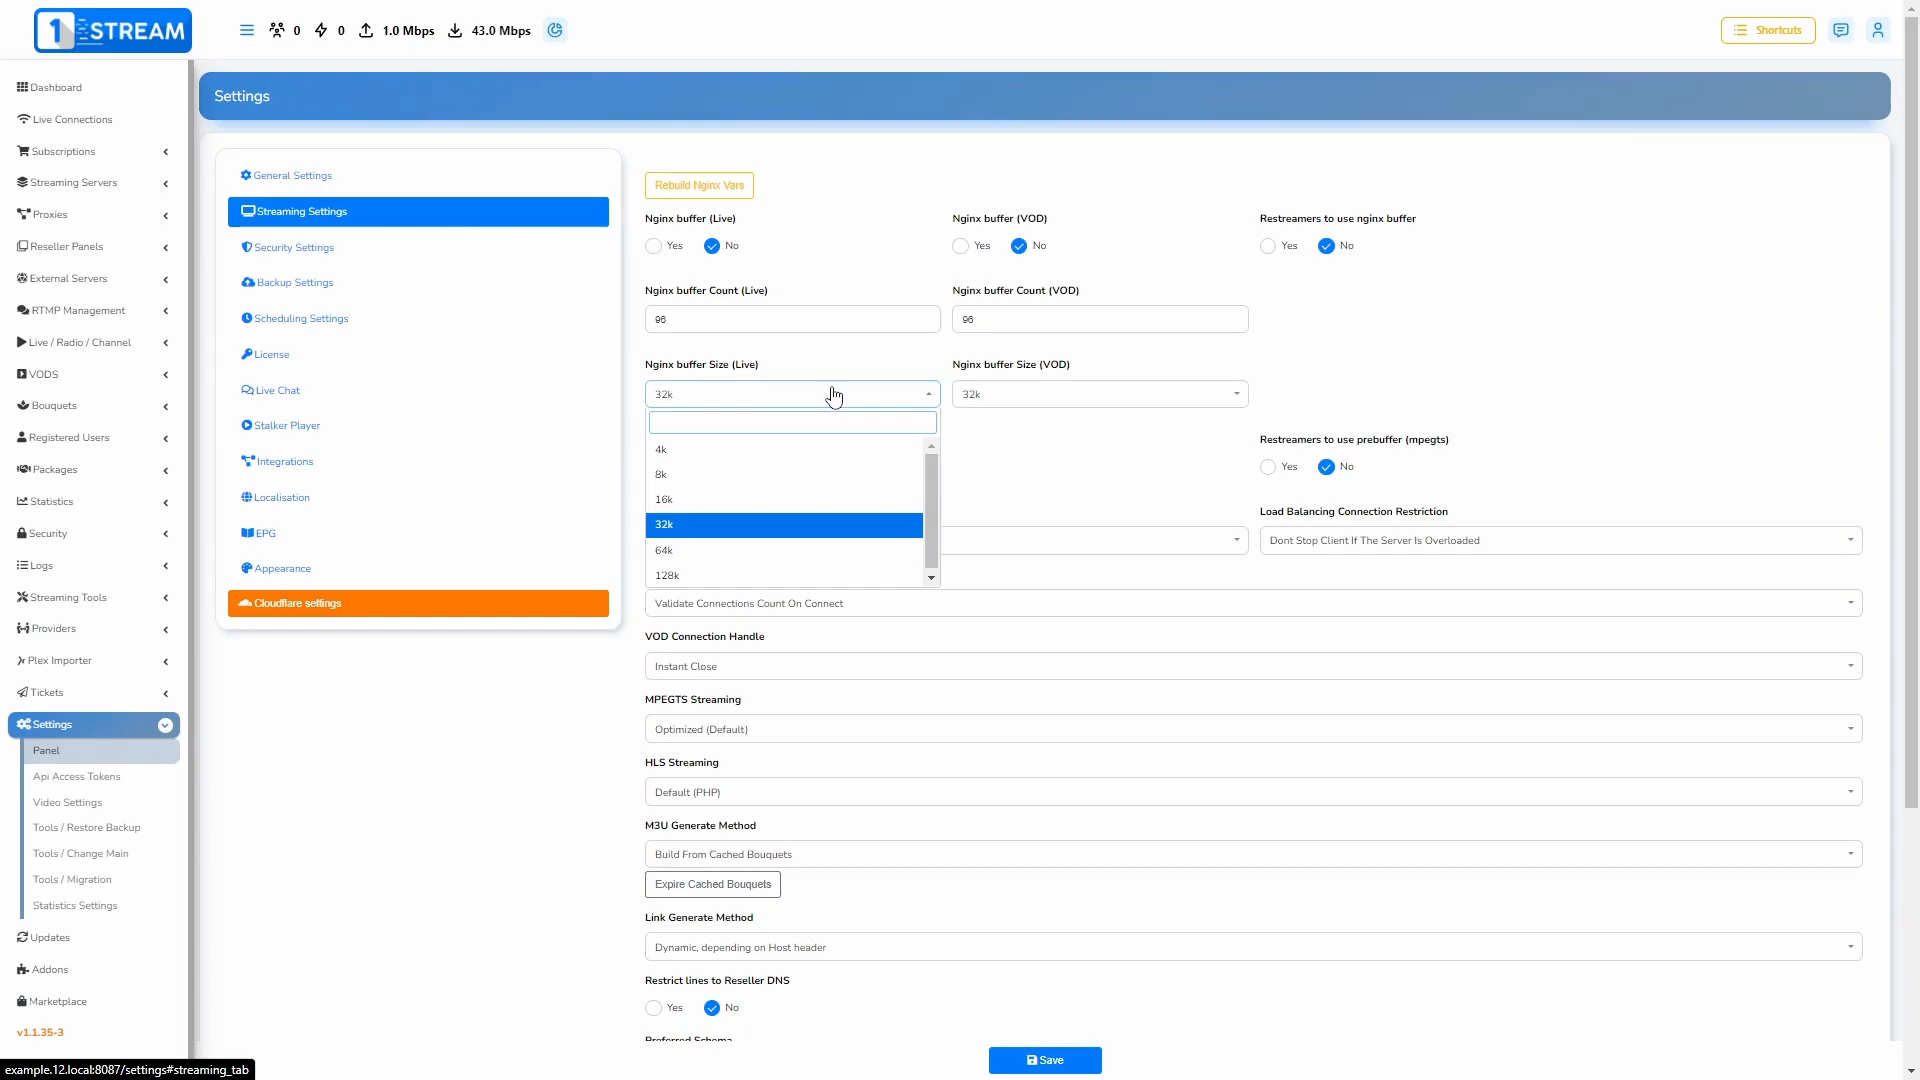 1 STREAM
0
0
1.0 Mbps
43.0 Mbps
Shortcuts
Dashboard
Live Connections
Subscriptions
Streaming Servers
Proxies
Reseller Panels
External Servers
RTMP Management
Live / Radio / Channel
VODS
Bouquets
Registered Users
Packages
Statistics
Security
Logs
Streaming Tools
Providers
Plex Importer
Tickets
Settings
Panel
Api Access Tokens
Video Settings
Tools / Restore Backup
Tools / Change Main
Tools / Migration
Statistics Settings
Updates
Addons
Marketplace
v1.1.35-3
example.12.local:8087/settings#streaming_tab
Settings
General Settings
Streaming Settings
Security Settings
Backup Settings
Scheduling Settings
License
Live Chat
Stalker Player
Integrations
Localisation
EPG
Appearance
Cloudflare settings
Rebuild Nginx Vars
Nginx buffer (Live)
Yes No
Nginx buffer (VOD)
Yes No
Restreamers to use nginx buffer
Yes No
Nginx buffer Count (Live)
96
Nginx buffer Count (VOD)
96
Nginx buffer Size (Live)
32k
4k
8k
16k
32k
64k
128k
Nginx buffer Size (VOD)
32k
Restreamers to use prebuffer (mpegts)
Yes No
Load Balancing Connection Restriction
Dont Stop Client If The Server Is Overloaded
Validate Connections Count On Connect
VOD Connection Handle
Instant Close
MPEGTS Streaming
Optimized (Default)
HLS Streaming
Default (PHP)
M3U Generate Method
Build From Cached Bouquets
Expire Cached Bouquets
Link Generate Method
Dynamic, depending on Host header
Restrict lines to Reseller DNS
Yes No
Preferred Schema
Save